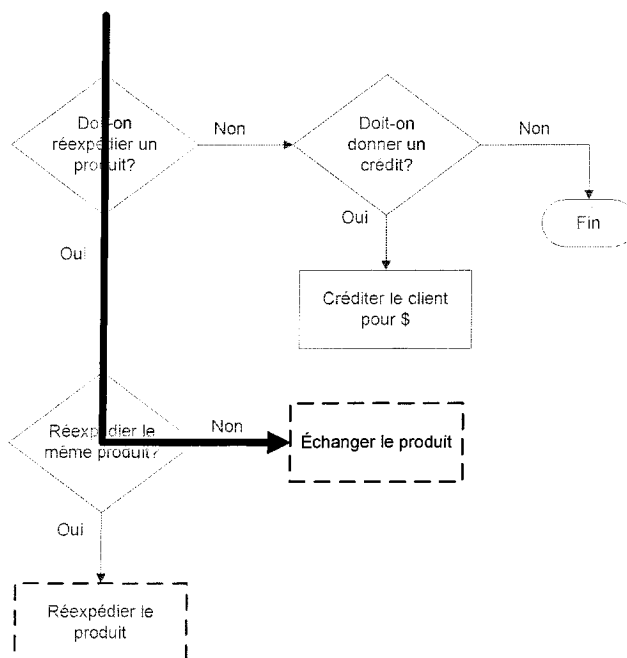 Doit-on
réexpédier un
produit?
Non
Doit-on
donner un
crédit?
Non
Fin
Oui
Oui
Créditer le client
pour $
Réexpédier le
même produit?
Non
Échanger le produit
Oui
Réexpédier le
produit